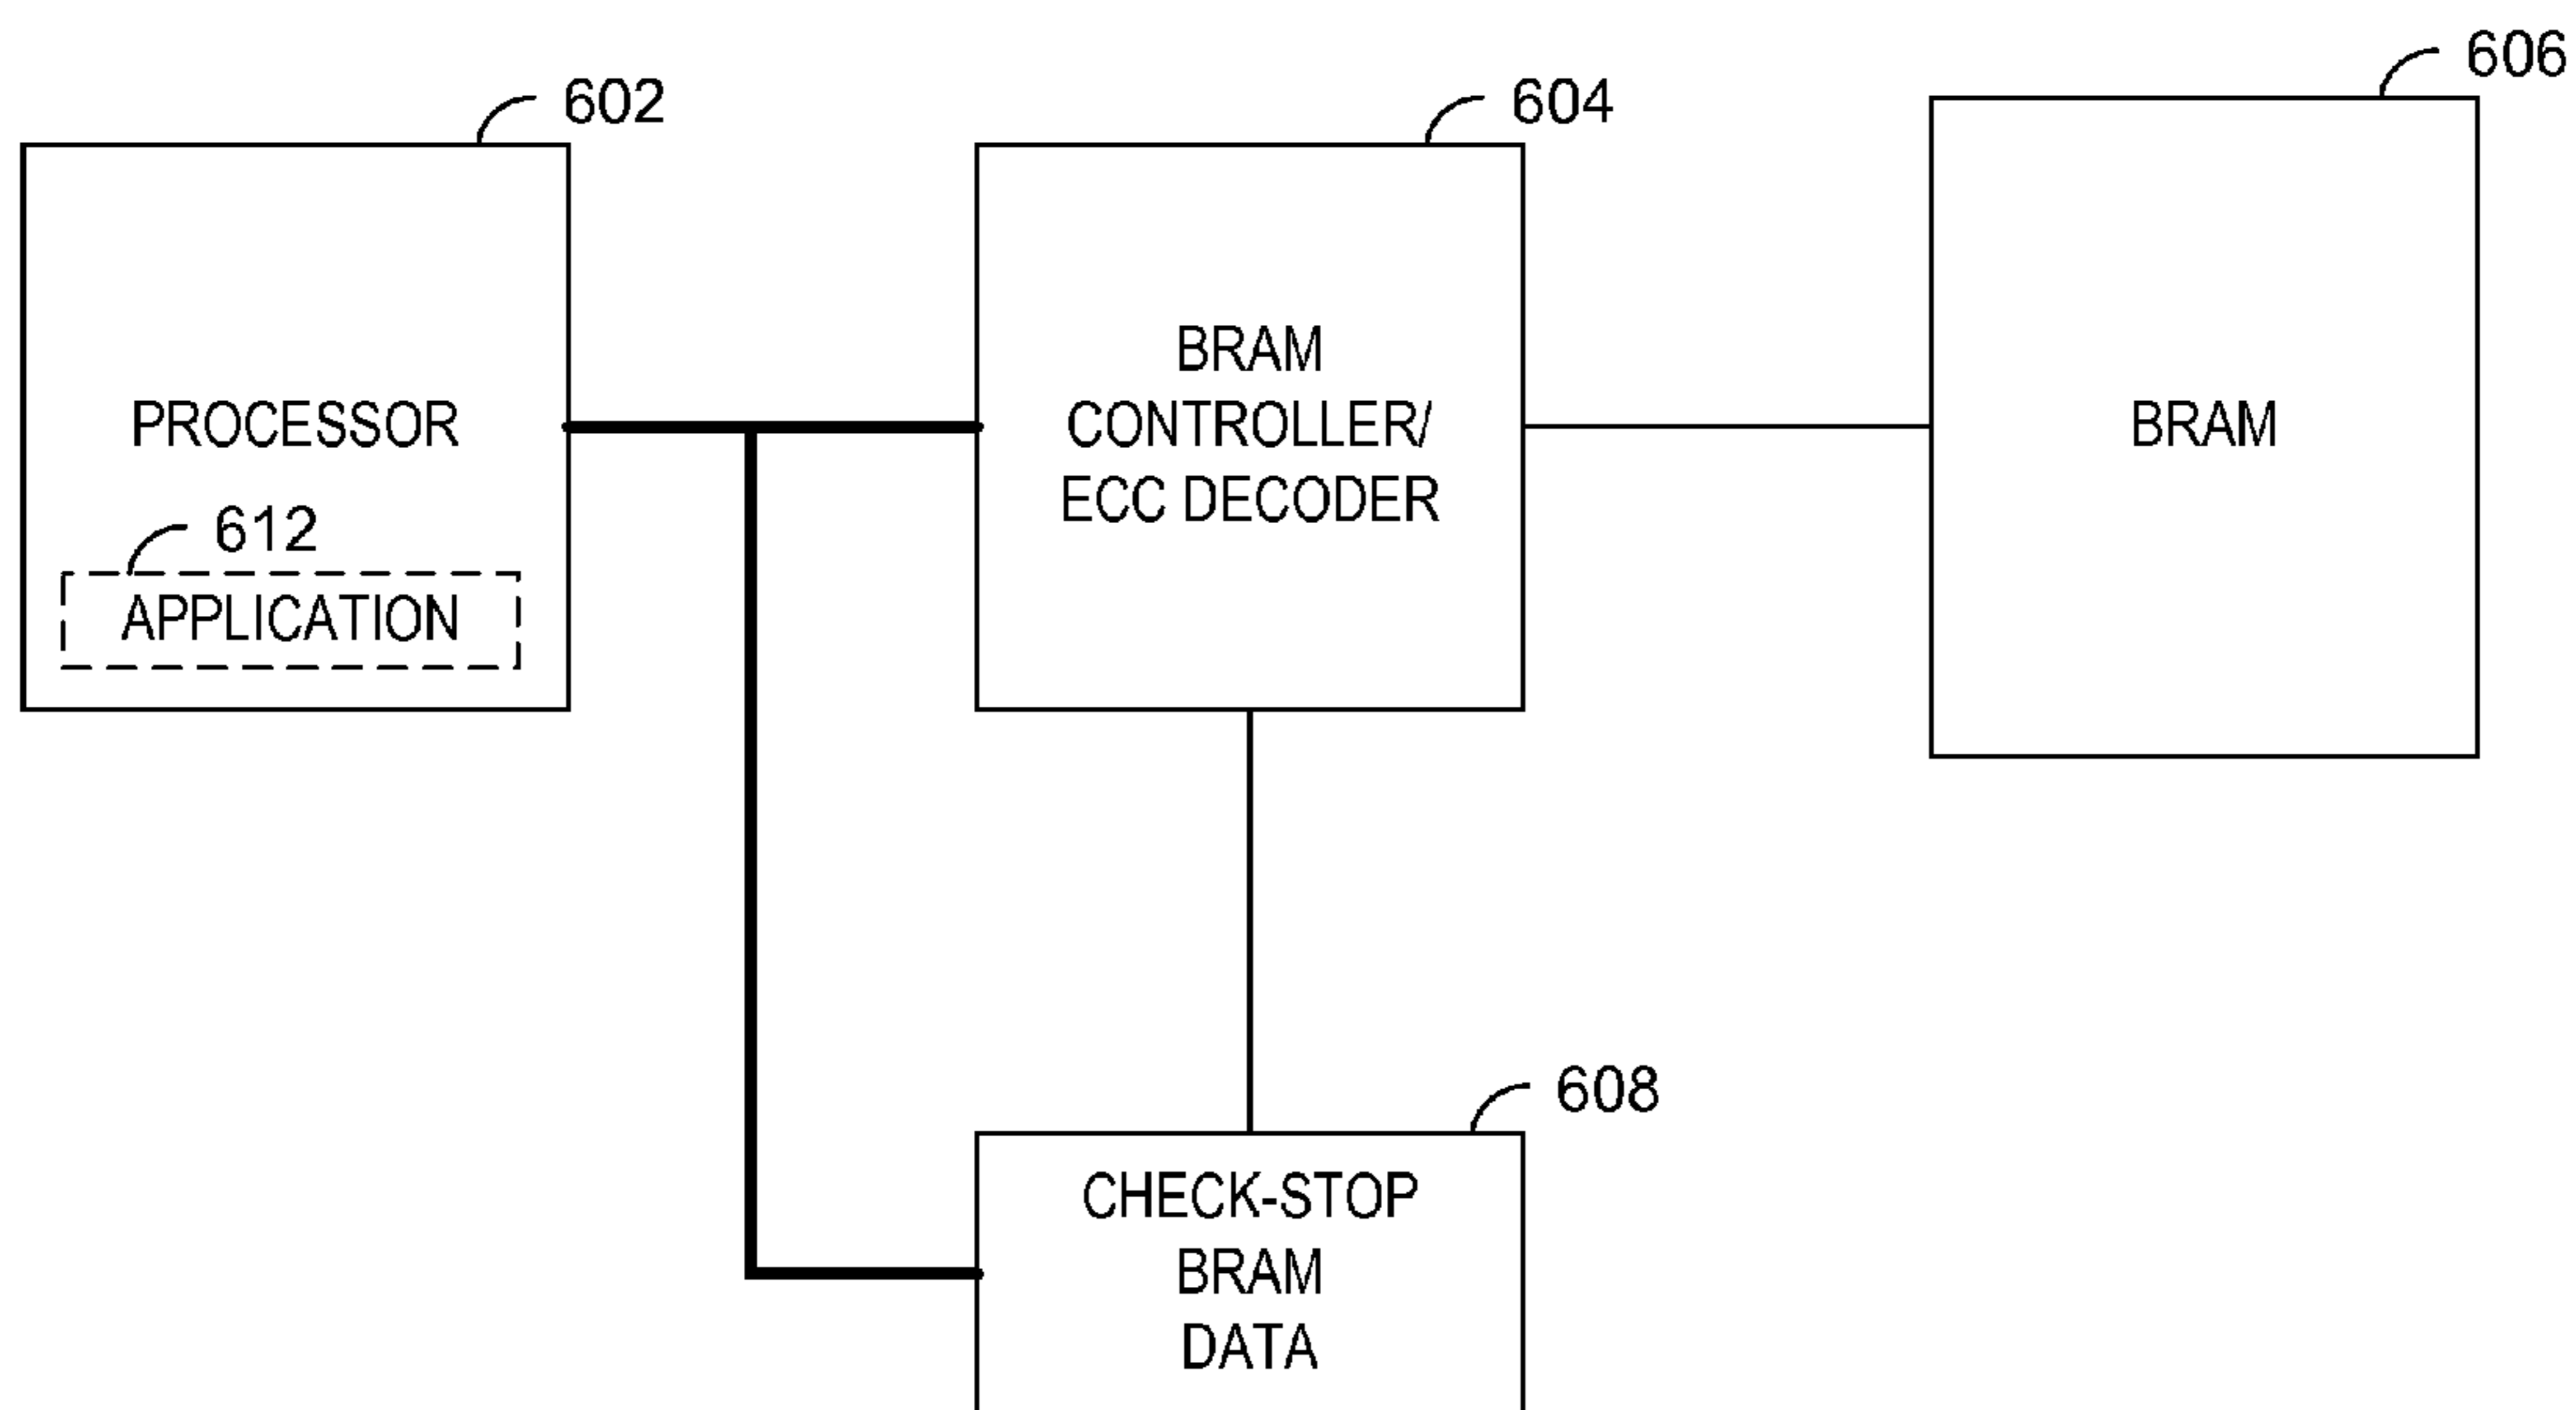 602
604
606
PROCESSOR
612
APPLICATION
BRAM
CONTROLLER/
ECC DECODER
BRAM
608
CHECK-STOP
BRAM
DATA